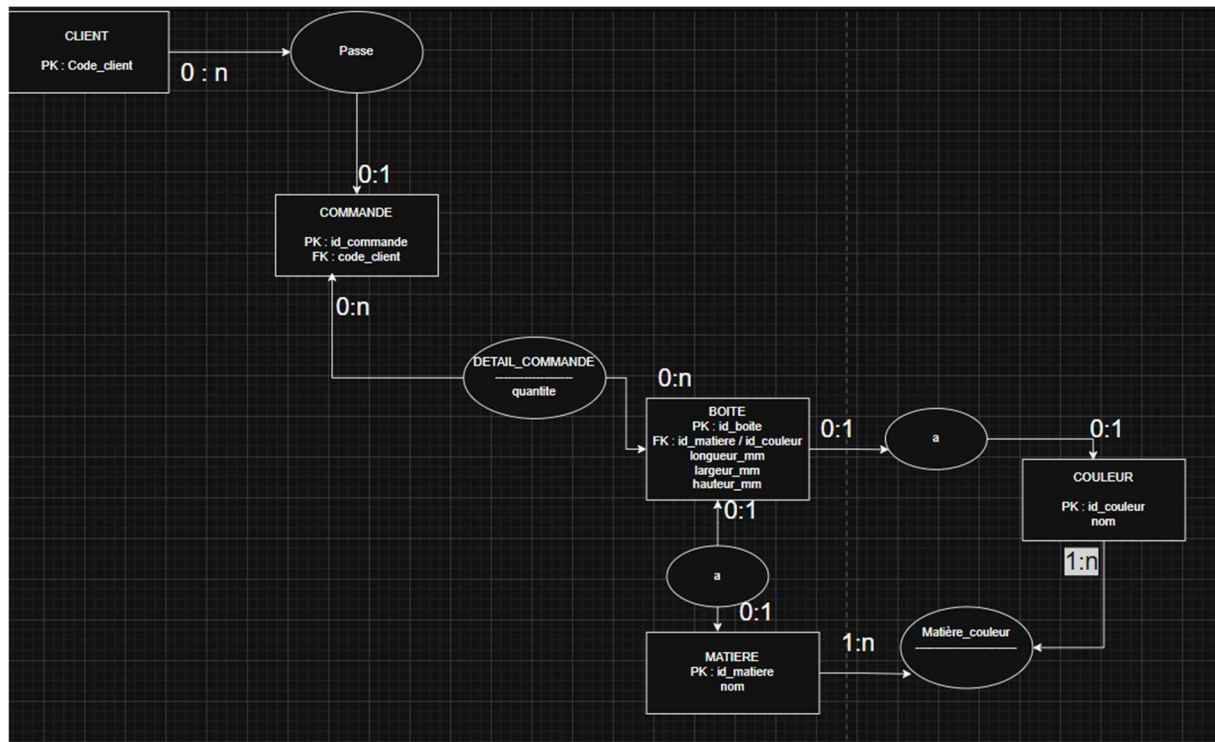 CLIENT
PK : Code_client
0 : n
Passe
0:1
COMMANDE
PK : id_commande
FK : code_client
0:n
DETAIL_COMMANDE
quantite
0:n
BOITE
PK : id_boite
FK : id_matiere / id_couleur
longueur_mm
largeur_mm
hauteur_mm
0:1
a
0:1
COULEUR
PK : id_couleur
nom
1:n
0:1
a
0:1
MATIERE
PK : id_matiere
nom
1:n
Matière_couleur